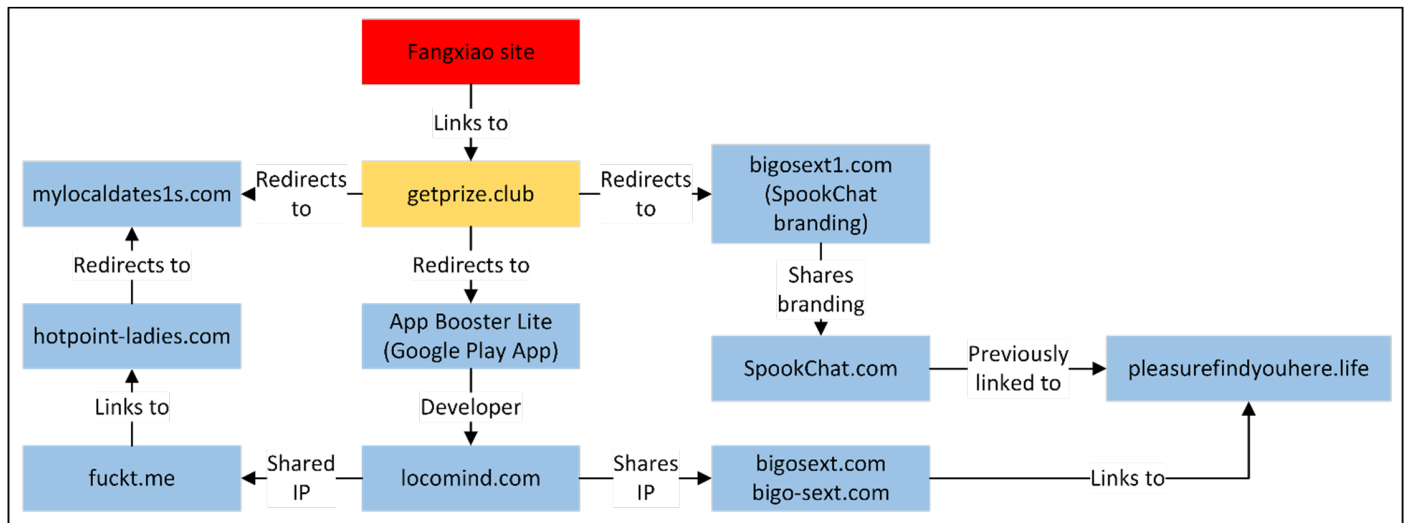 Fangxiao site
Links to
mylocaldates1s.com
Redirects
to
getprize.club
Redirects
to
bigosext1.com
(SpookChat
branding)
Redirects to
Redirects to
Shares
branding
hotpoint-ladies.com
App Booster Lite
(Google Play App)
SpookChat.com
Previously
linked to
pleasurefindyouhere.life
Links to
Developer
fuckt.me
Shared
IP
locomind.com
Shares
IP
bigosext.com
bigo-sext.com
Links to